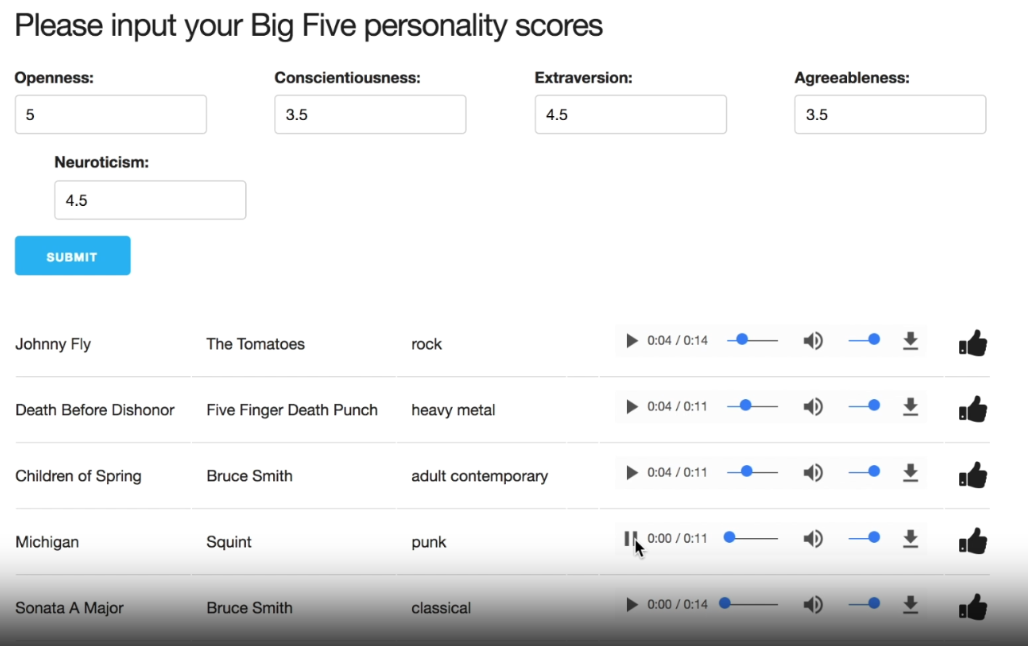 Please input your Big Five personality scores
Openness: Conscientiousness: Extraversion: Agreeableness:
5 3.5 4.5 3.5
Neuroticism:
4.5
SUBMIT
Johnny Fly The Tomatoes rock 0:04 / 0:14
Death Before Dishonor Five Finger Death Punch heavy metal 0:04 / 0:11
Children of Spring Bruce Smith adult contemporary 0:04 / 0:11
Michigan Squint punk 0:00 / 0:11
Sonata A Major Bruce Smith classical 0:00 / 0:14